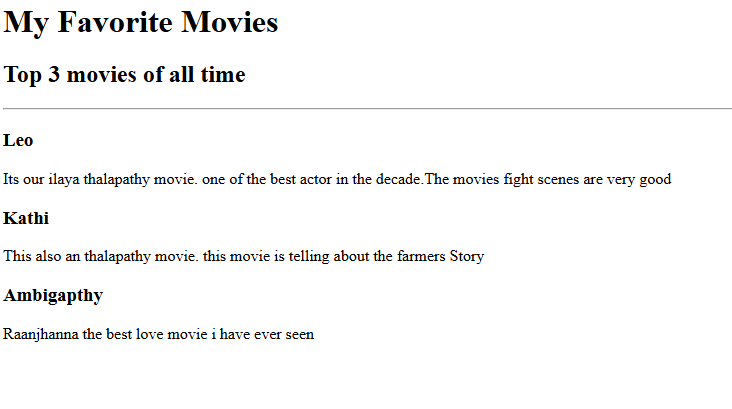 My Favorite Movies
Top 3 movies of all time
Leo
Its our ilaya thalapathy movie. one of the best actor in the decade.The movies fight scenes are very good
Kathi
This also an thalapathy movie. this movie is telling about the farmers Story
Ambigapthy
Raanjhanna the best love movie i have ever seen